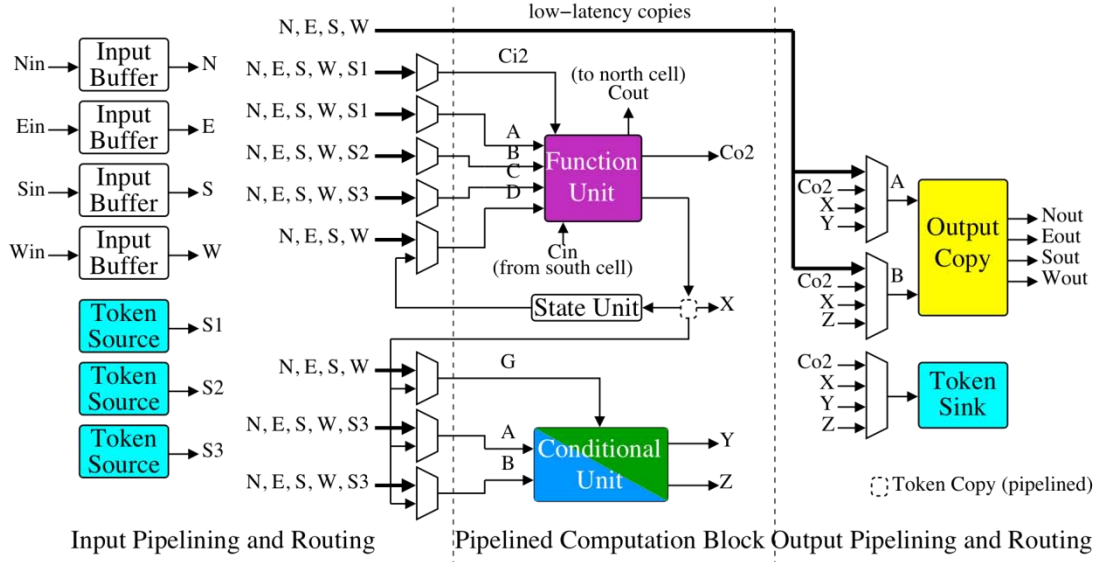 low−latency copies
N, E, S, W
Nin
Input
Buffer
N
N, E, S, W, S1
Ci2
(to north cell)
Cout
Ein
Input
Buffer
E
N, E, S, W, S1
A
N, E, S, W, S2
B
C
D
Function
Unit
Co2
Sin
Input
Buffer
S
N, E, S, W, S3
Win
Input
Buffer
W
N, E, S, W
Cin
(from south cell)
State Unit
X
Co2
X
Y
A
Co2
X
Z
B
Output
Copy
Nout
Eout
Sout
Wout
Token
Source
S1
Token
Source
S2
Token
Source
S3
N, E, S, W
G
N, E, S, W, S3
A
N, E, S, W, S3
B
Conditional
Unit
Y
Z
Co2
X
Y
Z
Token
Sink
Token Copy (pipelined)
Input Pipelining and Routing
Pipelined Computation Block
Output Pipelining and Routing